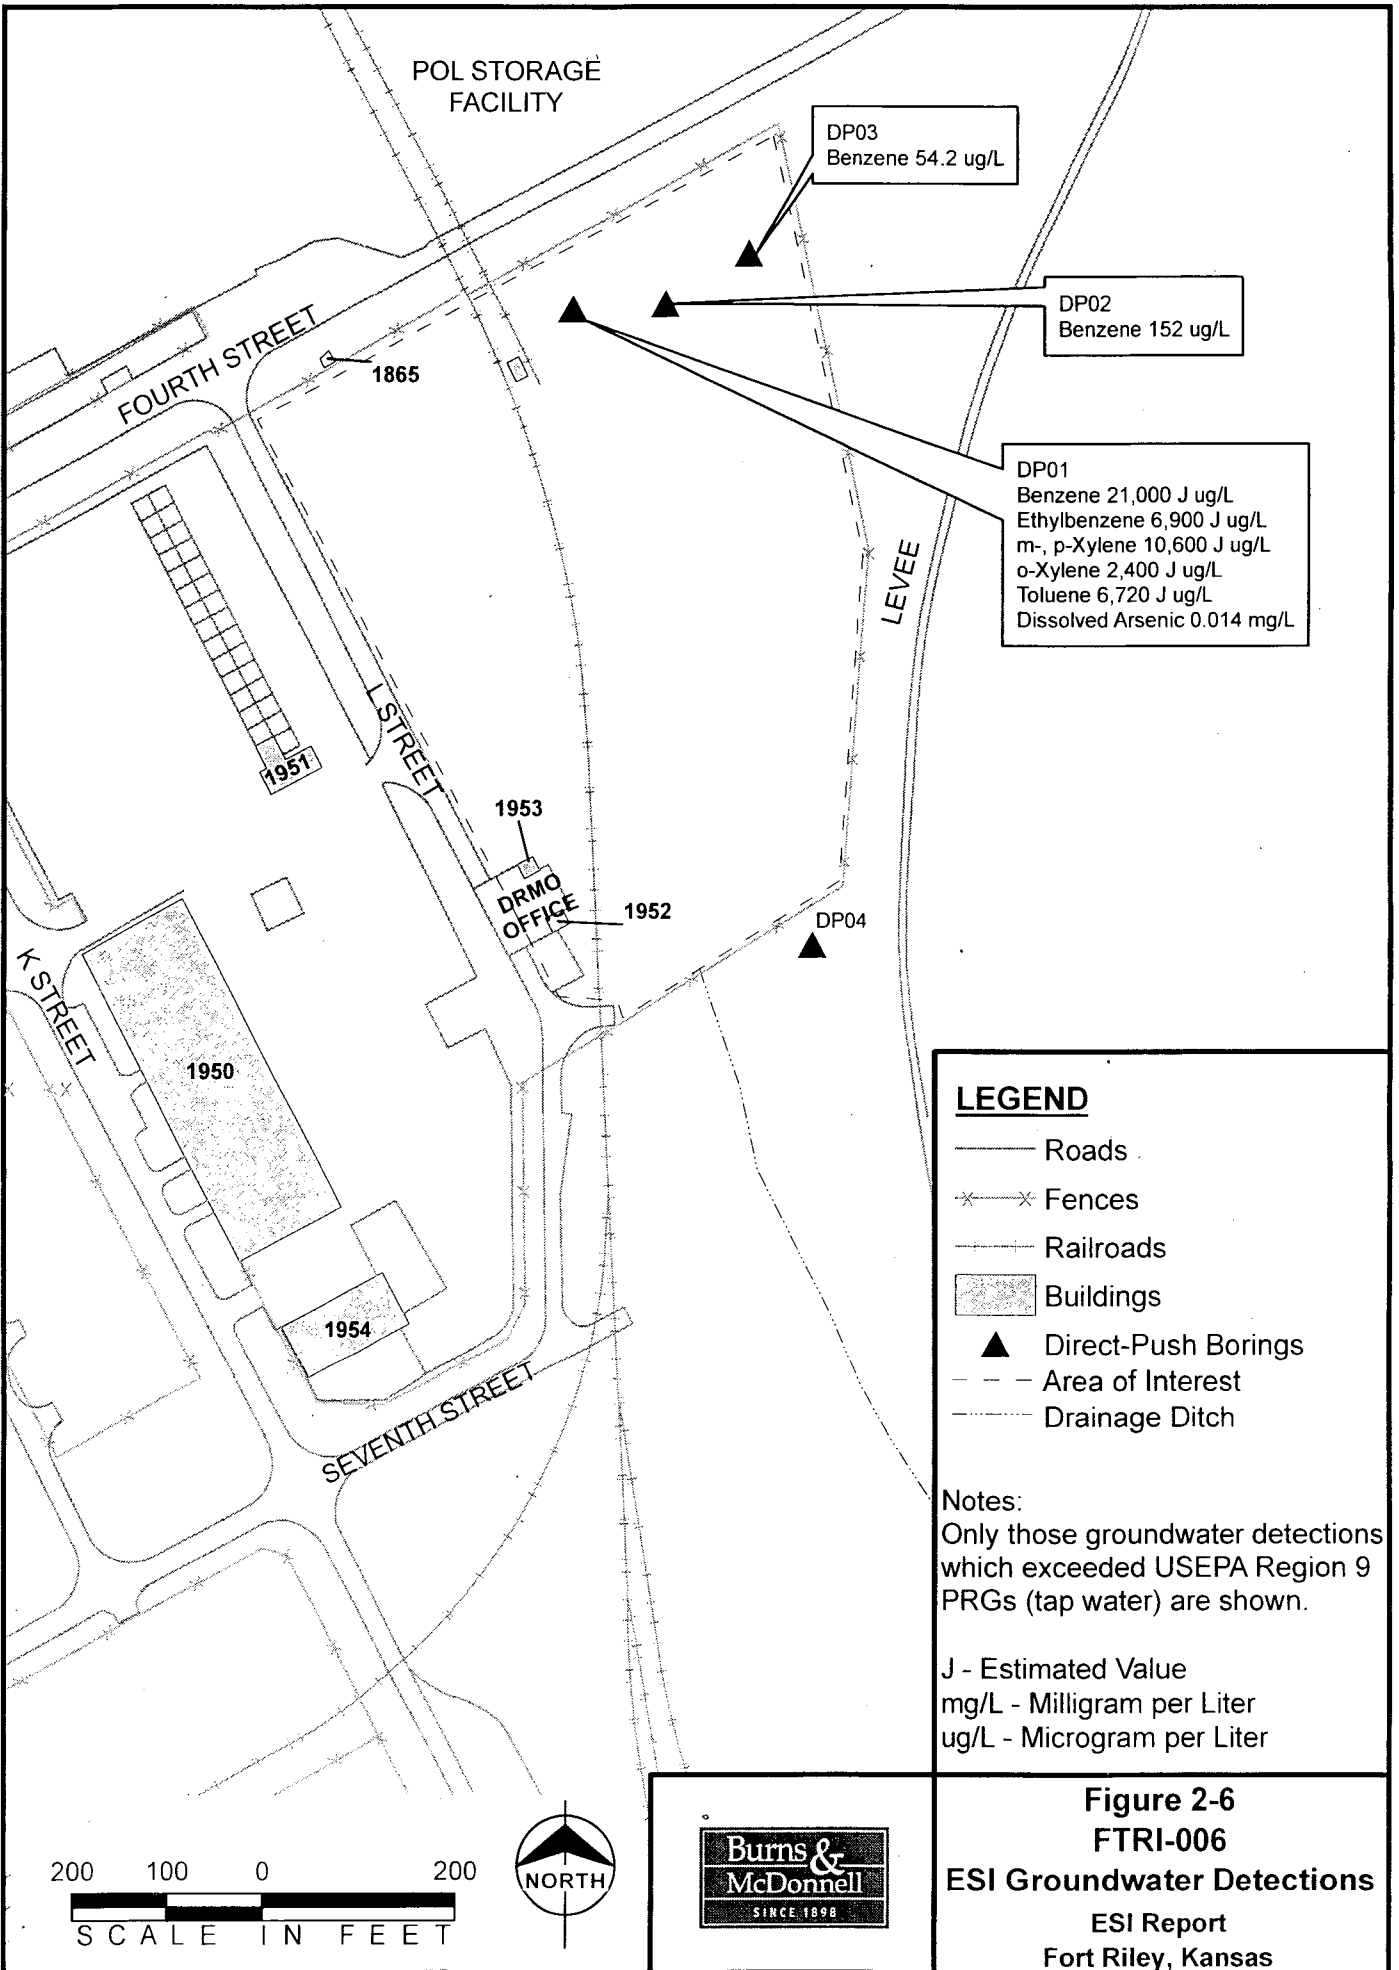 POL STORAGE
FACILITY
DP03
Benzene 54.2 ug/L
DP02
Benzene 152 ug/L
FOURTH STREET
1865
DP01
Benzene 21,000 J ug/L
Ethylbenzene 6,900 J ug/L
m-, p-Xylene 10,600 J ug/L
o-Xylene 2,400 J ug/L
Toluene 6,720 J ug/L
Dissolved Arsenic 0.014 mg/L
LEVEE
L STREET
1951
1953
DRMO
OFFICE
1952
DP04
K STREET
1950
1954
SEVENTH STREET
LEGEND
Roads
Fences
Railroads
Buildings
Direct-Push Borings
Area of Interest
Drainage Ditch
Notes:
Only those groundwater detections
which exceeded USEPA Region 9
PRGs (tap water) are shown.
J - Estimated Value
mg/L - Milligram per Liter
ug/L - Microgram per Liter
200 100 0 200
SCALE IN FEET
NORTH
Burns &
McDonnell
SINCE 1898
Figure 2-6
FTRI-006
ESI Groundwater Detections
ESI Report
Fort Riley, Kansas